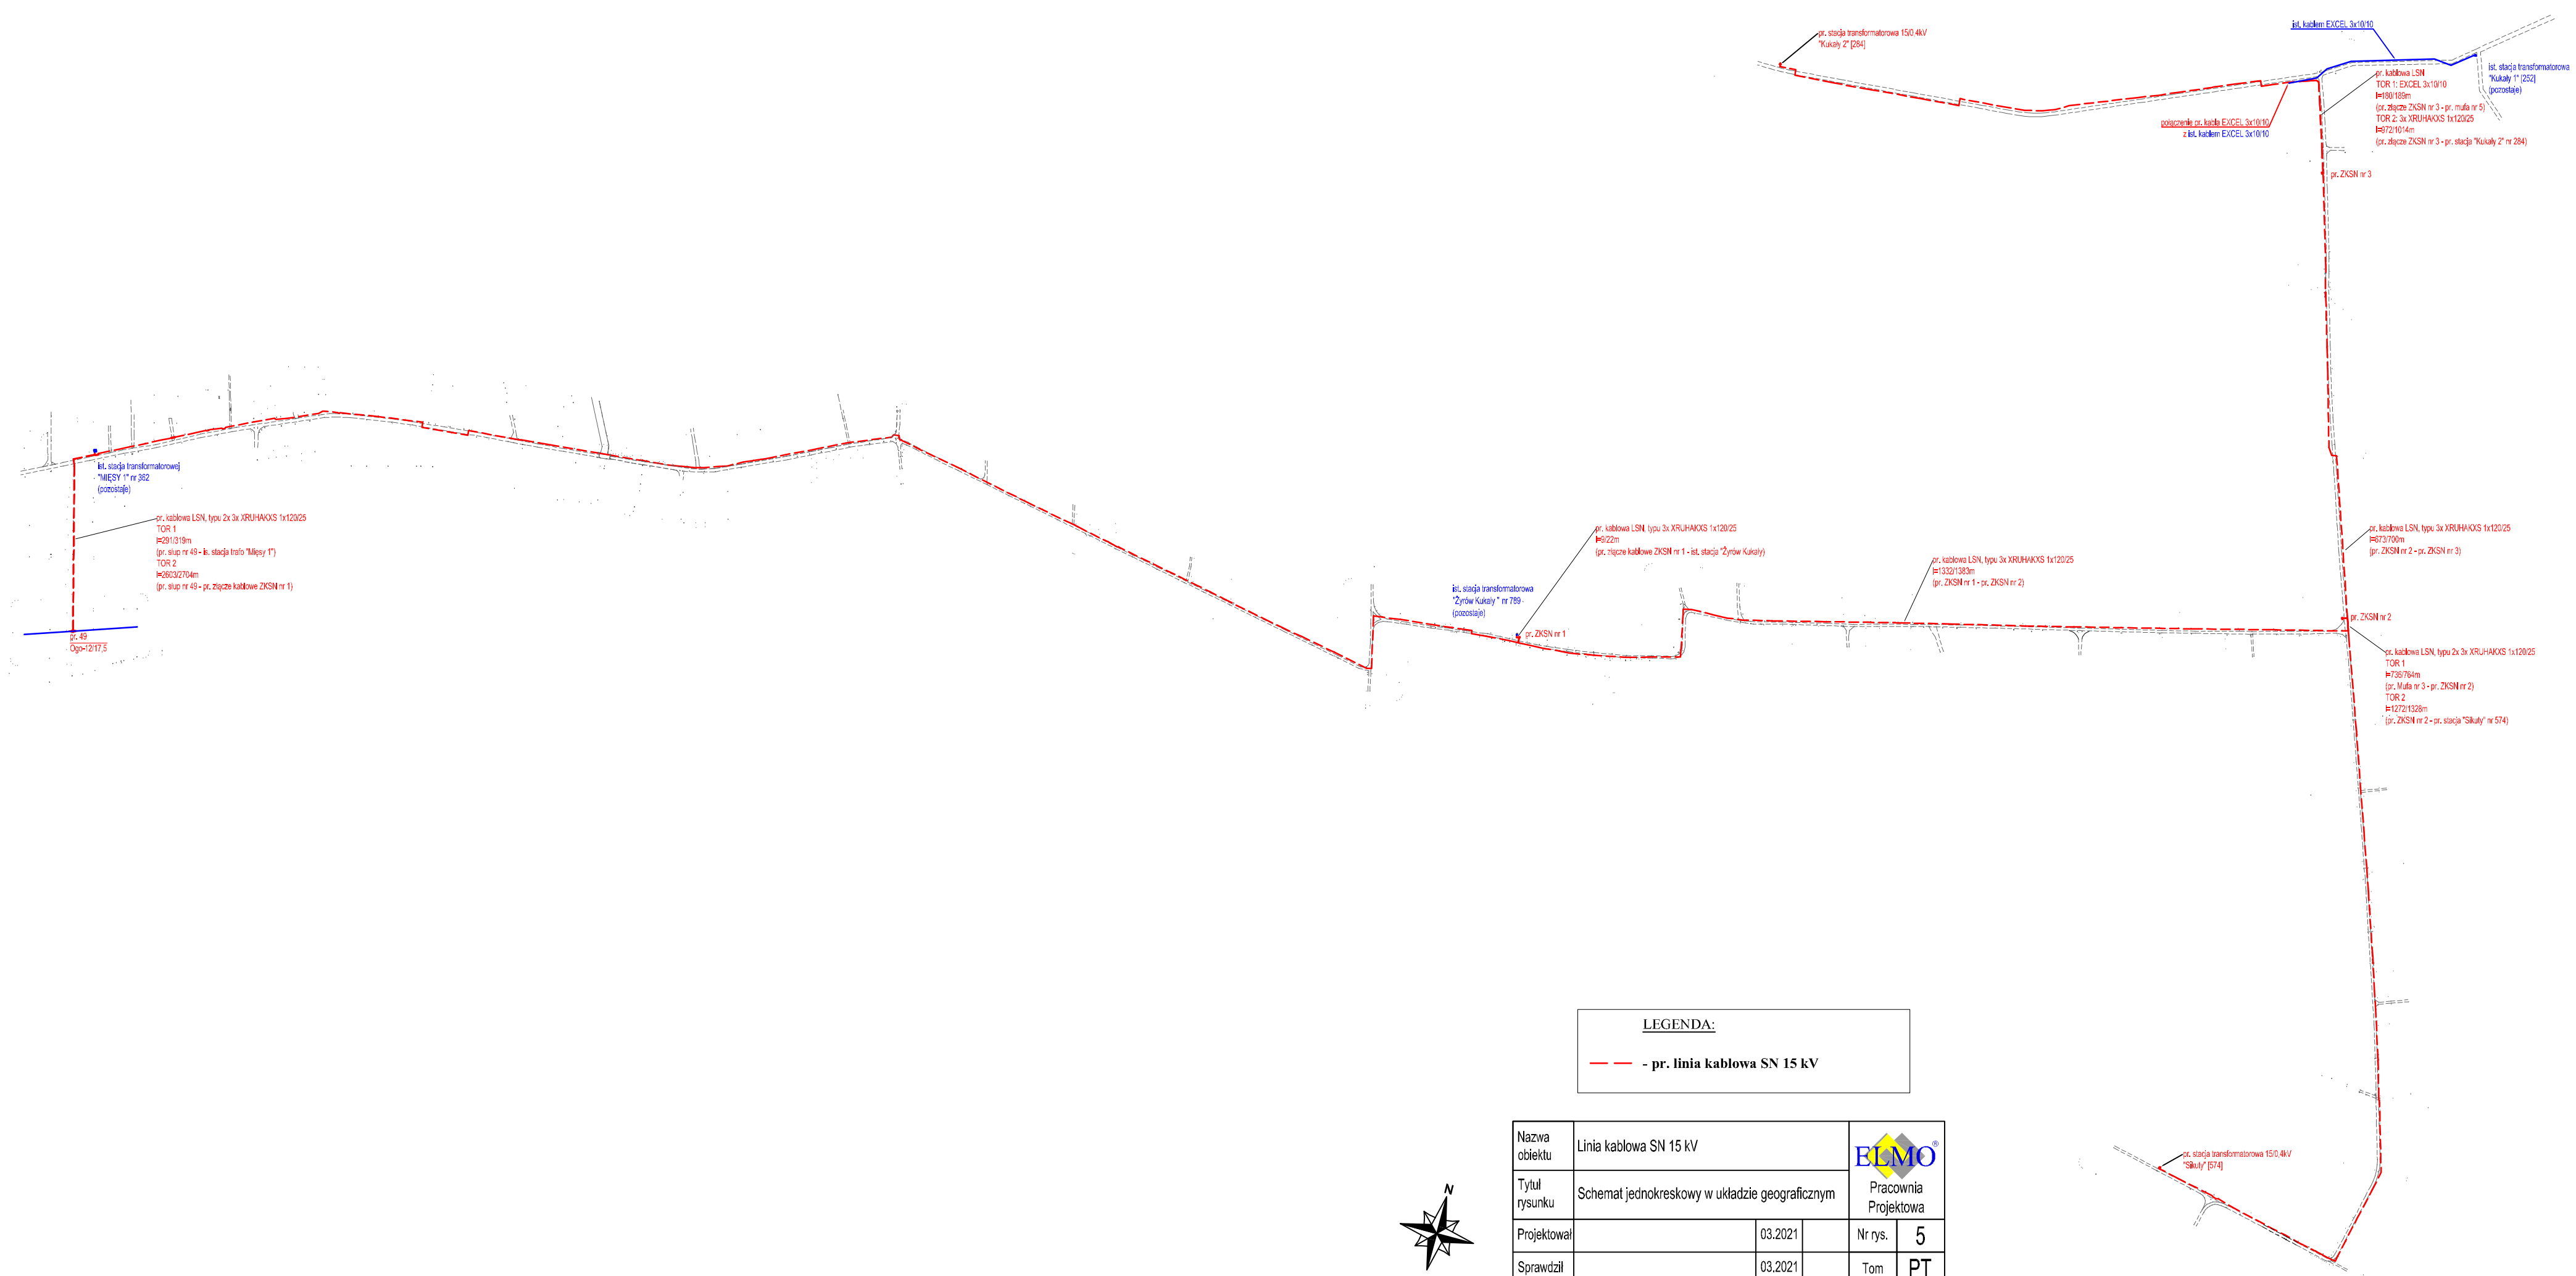 ist. kablem EXCEL 3x10/10
pr. stacja transformatorowa 15/0,4kV
"Kukały 2" [284]
ist. stacja transformatorowa
"Kukały 1" [252]
(pozostaje)
pr. kablowa LSN
TOR 1: EXCEL 3x10/10
l=160/189m
(pr. złącze ZKSN nr 3 - pr. mufa nr 5)
TOR 2: 3x XRUHAKXS 1x120/25
l=972/1014m
(pr. złącze ZKSN nr 3 - pr. stacja "Kukały 2" nr 284)
połączenie pr. kabla EXCEL 3x10/10
z ist. kablem EXCEL 3x10/10
pr. ZKSN nr 3
ist. stacja transformatorowej
"MIĘSY 1" nr 362
(pozostaje)
pr. kablowa LSN, typu 2x 3x XRUHAKXS 1x120/25
TOR 1
l=291/319m
(pr. słup nr 49 - is. stacja trafo "Mięsy 1")
TOR 2
l=2603/2704m
(pr. słup nr 49 - pr. złącze kablowe ZKSN nr 1)
pr. 49
Ogo-12/17,5
pr. kablowa LSN, typu 3x XRUHAKXS 1x120/25
l=9/22m
(pr. złącze kablowe ZKSN nr 1 - ist. stacja "Żyrów Kukały)
ist. stacja transformatorowa
"Żyrów Kukały " nr 789
(pozostaje)
pr. ZKSN nr 1
pr. kablowa LSN, typu 3x XRUHAKXS 1x120/25
l=1332/1383m
(pr. ZKSN nr 1 - pr. ZKSN nr 2)
pr. kablowa LSN, typu 3x XRUHAKXS 1x120/25
l=673/700m
(pr. ZKSN nr 2 - pr. ZKSN nr 3)
pr. ZKSN nr 2
pr. kablowa LSN, typu 2x 3x XRUHAKXS 1x120/25
TOR 1
l=736/764m
(pr. Mufa nr 3 - pr. ZKSN nr 2)
TOR 2
l=1272/1328m
(pr. ZKSN nr 2 - pr. stacja "Sikuty" nr 574)
LEGENDA:
- pr. linia kablowa SN 15 kV
pr. stacja transformatorowa 15/0,4kV
"Sikuty" [574]
N
Nazwa obiektu
Linia kablowa SN 15 kV
ELMO®
Pracownia
Projektowa
Tytuł rysunku
Schemat jednokreskowy w układzie geograficznym
Projektował 03.2021 Nr rys. 5
Sprawdził 03.2021 Tom PT